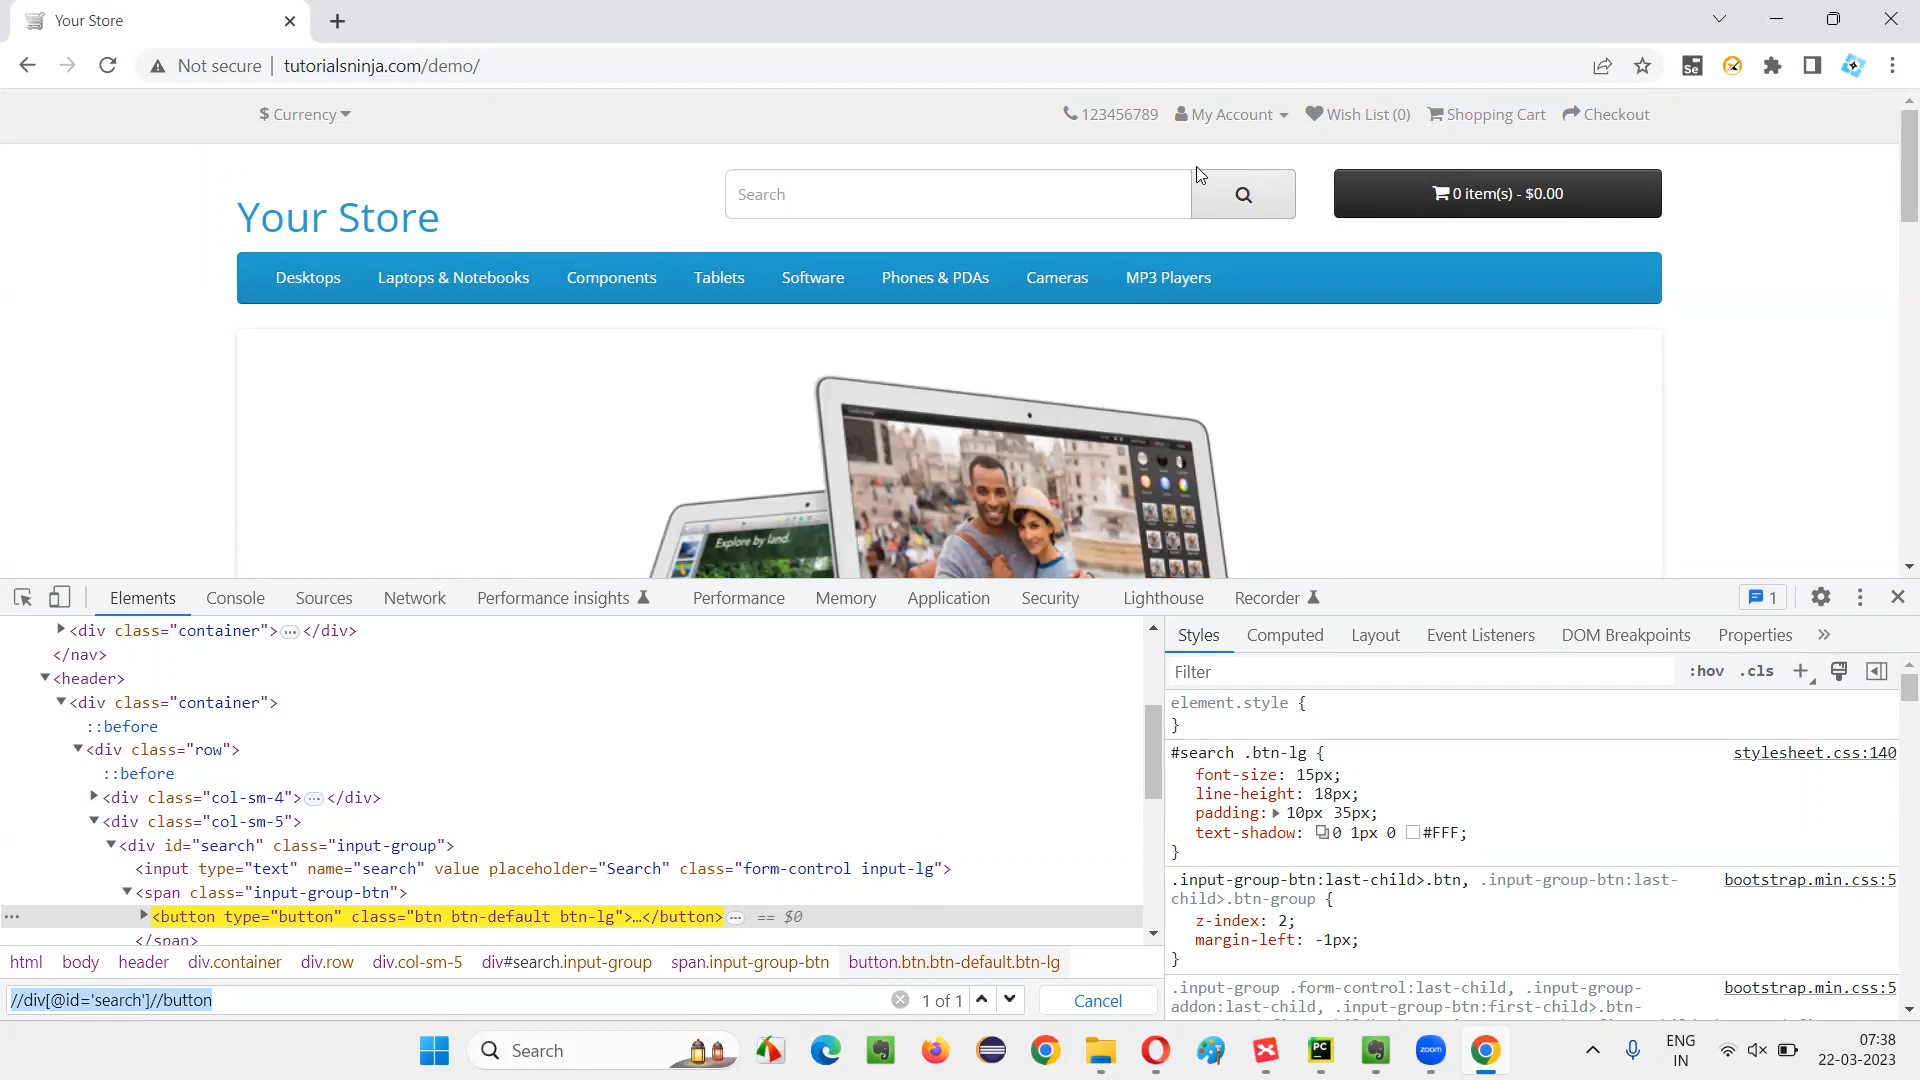 Your Store
Not secure
tutorialsninja.com/demo/
$ Currency
123456789
My Account
Wish List (0)
Shopping Cart
Checkout
Your Store
Search
0 item(s) - $0.00
Desktops
Laptops & Notebooks
Components
Tablets
Software
Phones & PDAs
Cameras
MP3 Players
Explore by land.
Elements
Console
Sources
Network
Performance insights
Performance
Memory
Application
Security
Lighthouse
Recorder
1
<div class="container">…</div>
</nav>
<header>
<div class="container">
::before
<div class="row">
::before
<div class="col-sm-4">…</div>
<div class="col-sm-5">
<div id="search" class="input-group">
<input type="text" name="search" value placeholder="Search" class="form-control input-lg">
<span class="input-group-btn">
<button type="button" class="btn btn-default btn-lg">…</button> … == $0
</span>
html body header div.container div.row div.col-sm-5 div#search.input-group span.input-group-btn button.btn.btn-default.btn-lg
//div[@id='search']//button
1 of 1
Cancel
Styles
Computed
Layout
Event Listeners
DOM Breakpoints
Properties
Filter
:hov .cls
element.style {
}
#search .btn-lg {
stylesheet.css:140
font-size: 15px;
line-height: 18px;
padding: 10px 35px;
text-shadow: 0 1px 0 #FFF;
}
.input-group-btn:last-child>.btn, .input-group-btn:last-
bootstrap.min.css:5
child>.btn-group {
z-index: 2;
margin-left: -1px;
}
.input-group .form-control:last-child, .input-group-
bootstrap.min.css:5
addon:last-child, .input-group-btn:first-child>.btn-
Search
PC
zoom
ENG
IN
07:38
22-03-2023